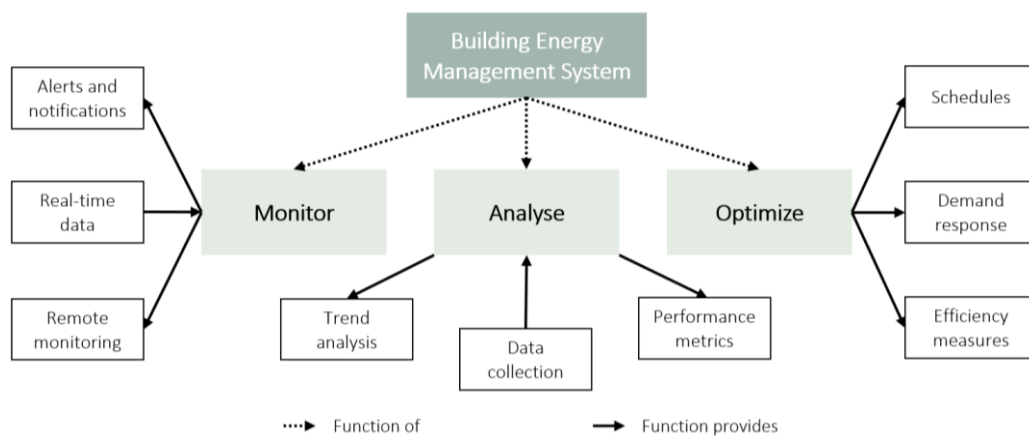 Building Energy
Management System
Alerts and
notifications
Schedules
Real-time
data
Monitor
Analyse
Optimize
Demand
response
Remote
monitoring
Trend
analysis
Data
collection
Performance
metrics
Efficiency
measures
Function of
Function provides